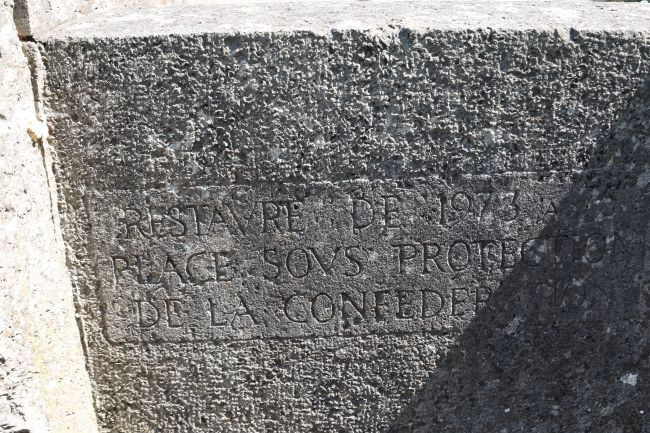 RESTAVRE DE 1973 A
PLACE SOVS PROTECTION
DE LA CONFEDERATION